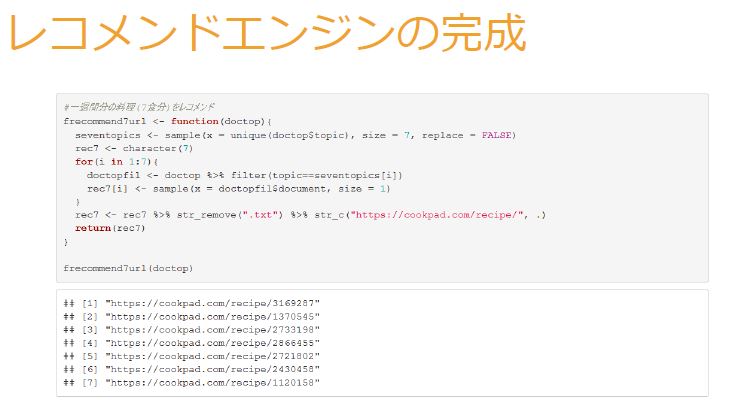 レコメンドエンジンの完成
#一週間分の料理(7食分)をレコメンド
frecommend7url <- function(doctop){
seventopics <- sample(x = unique(doctop$topic), size = 7, replace = FALSE)
rec7 <- character(7)
for(i in 1:7){
doctopfil <- doctop %>% filter(topic==seventopics[i])
rec7[i] <- sample(x = doctopfil$document, size = 1)
}
rec7 <- rec7 %>% str_remove(".txt") %>% str_c("https://cookpad.com/recipe/", .)
return(rec7)
}
frecommend7url(doctop)
## [1] "https://cookpad.com/recipe/3169287"
## [2] "https://cookpad.com/recipe/1370545"
## [3] "https://cookpad.com/recipe/2733198"
## [4] "https://cookpad.com/recipe/2866455"
## [5] "https://cookpad.com/recipe/2721802"
## [6] "https://cookpad.com/recipe/2430458"
## [7] "https://cookpad.com/recipe/1120158"